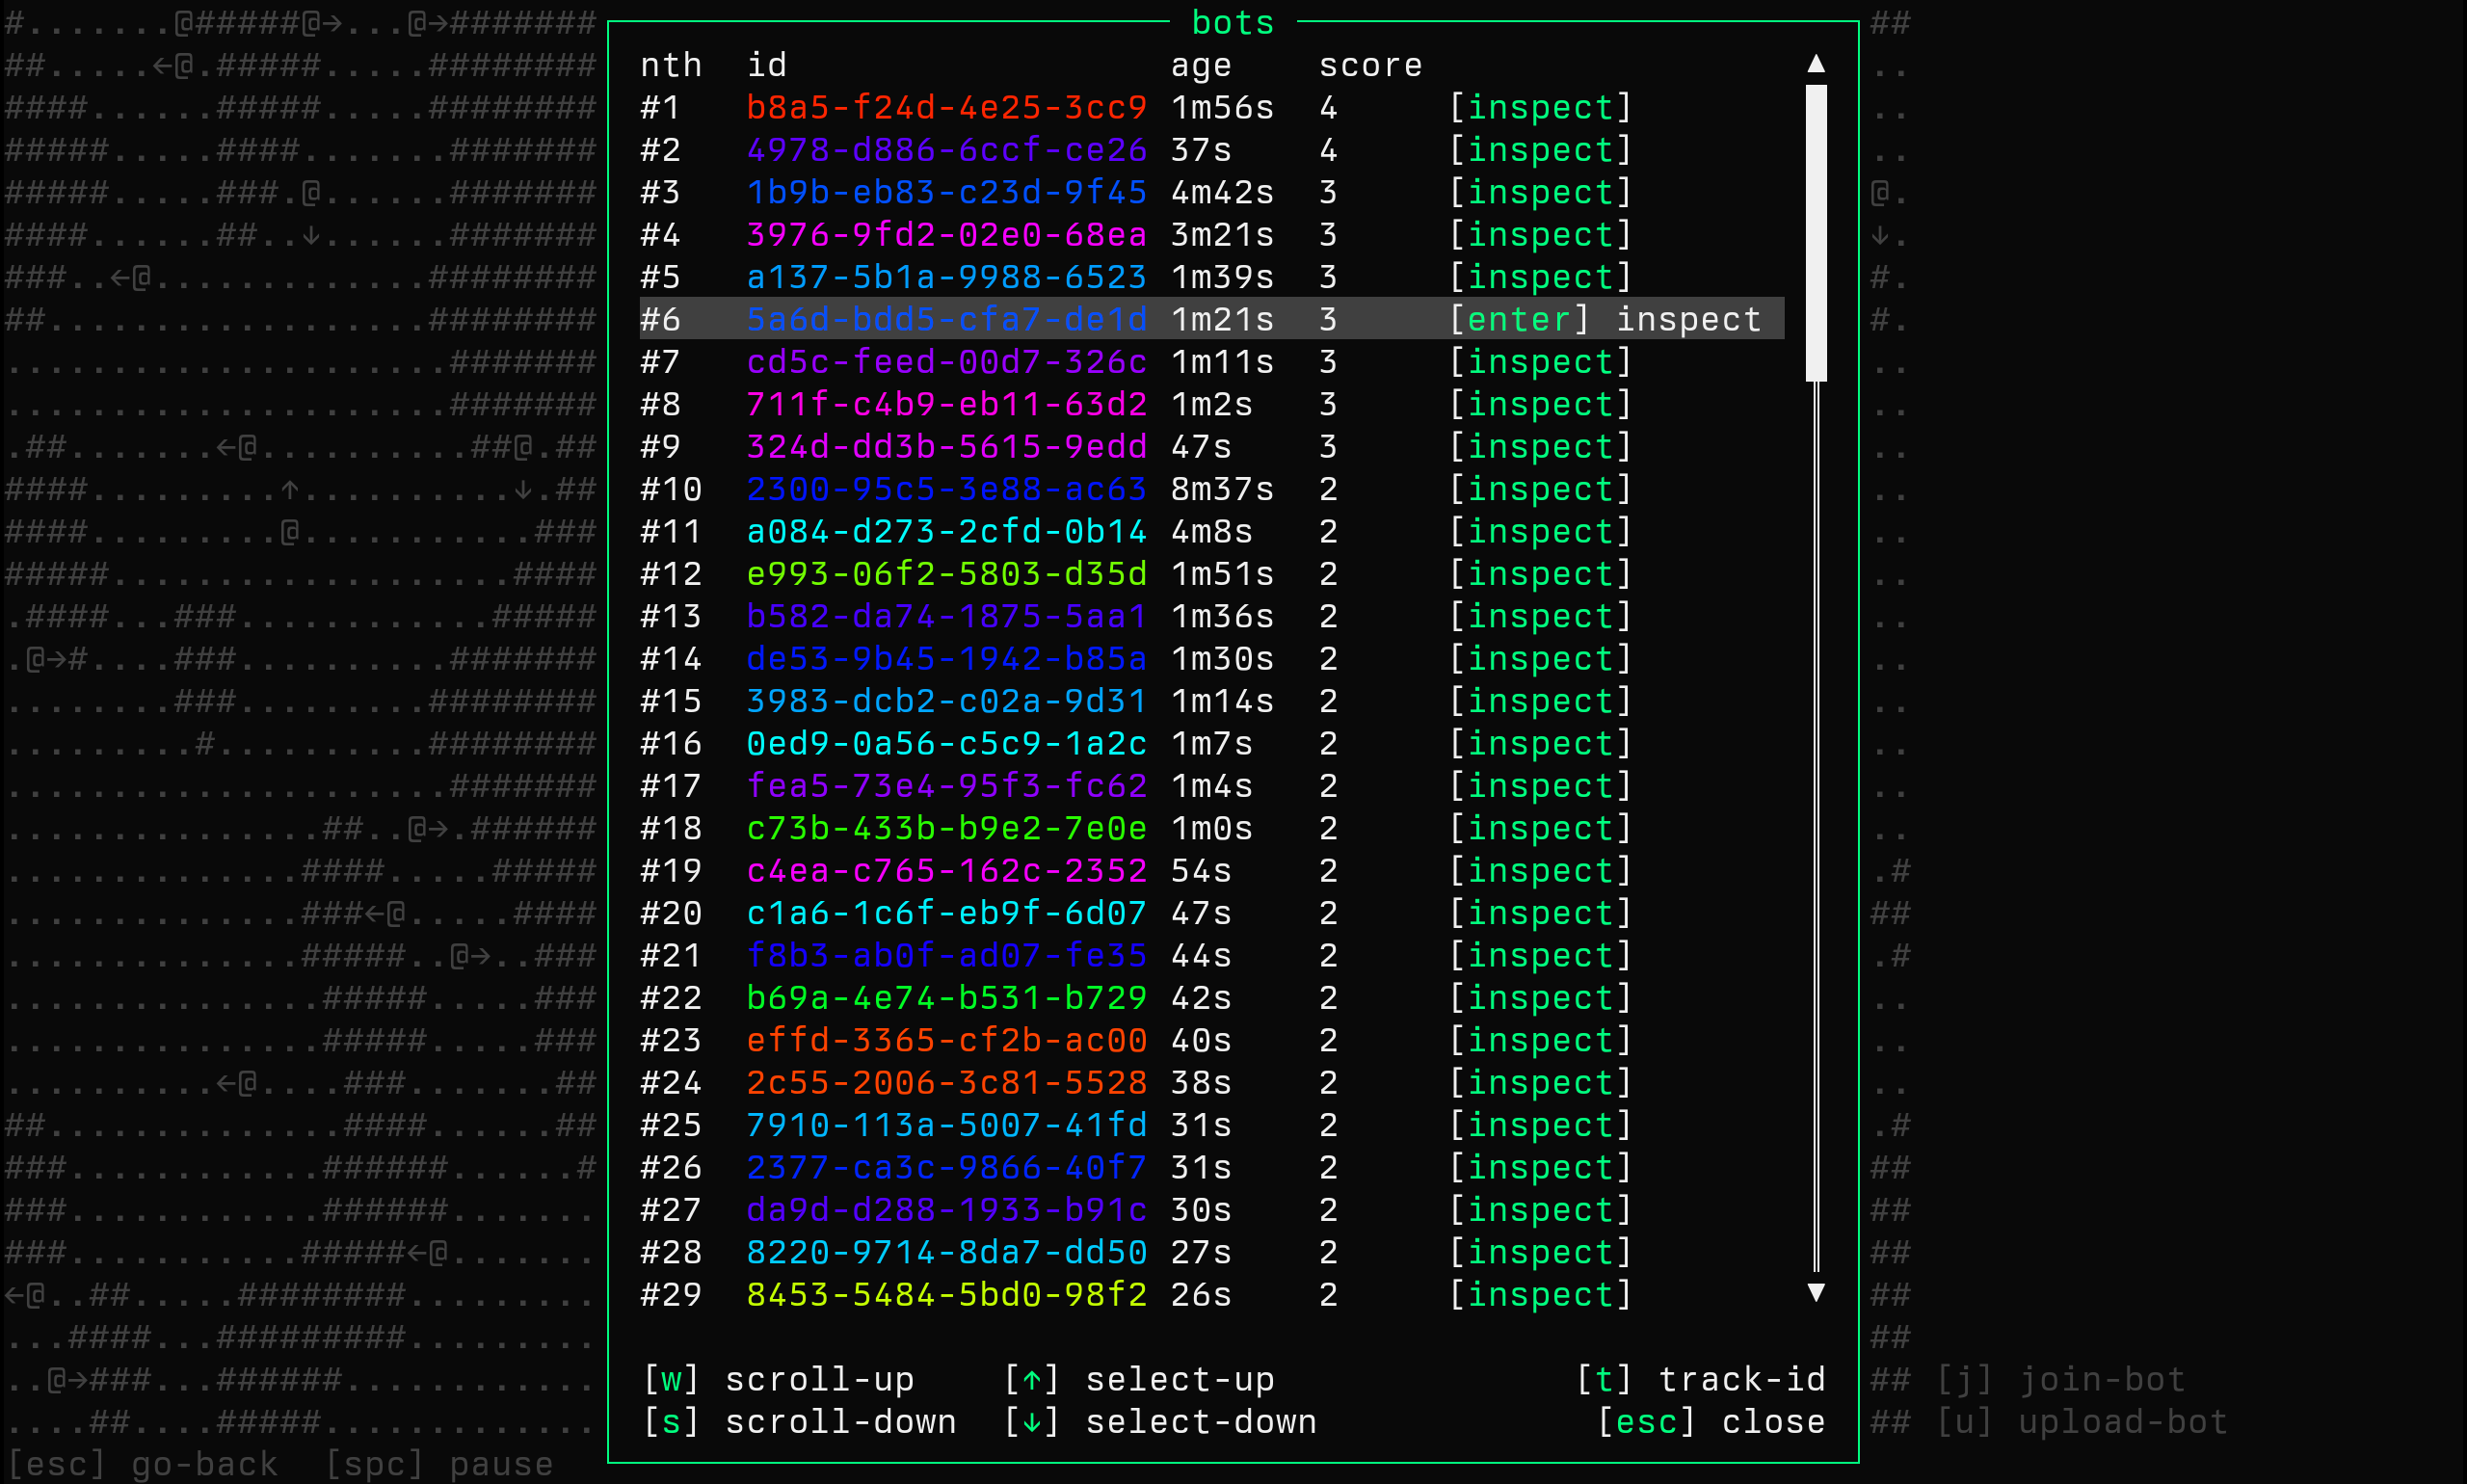 bots
nth id age score
#1 b8a5-f24d-4e25-3cc9 1m56s 4 [inspect]
#2 4978-d886-6ccf-ce26 37s 4 [inspect]
#3 1b9b-eb83-c23d-9f45 4m42s 3 [inspect]
#4 3976-9fd2-02e0-68ea 3m21s 3 [inspect]
#5 a137-5b1a-9988-6523 1m39s 3 [inspect]
#6 5a6d-bdd5-cfa7-de1d 1m21s 3 [enter] inspect
#7 cd5c-feed-00d7-326c 1m11s 3 [inspect]
#8 711f-c4b9-eb11-63d2 1m2s 3 [inspect]
#9 324d-dd3b-5615-9edd 47s 3 [inspect]
#10 2300-95c5-3e88-ac63 8m37s 2 [inspect]
#11 a084-d273-2cfd-0b14 4m8s 2 [inspect]
#12 e993-06f2-5803-d35d 1m51s 2 [inspect]
#13 b582-da74-1875-5aa1 1m36s 2 [inspect]
#14 de53-9b45-1942-b85a 1m30s 2 [inspect]
#15 3983-dcb2-c02a-9d31 1m14s 2 [inspect]
#16 0ed9-0a56-c5c9-1a2c 1m7s 2 [inspect]
#17 fea5-73e4-95f3-fc62 1m4s 2 [inspect]
#18 c73b-433b-b9e2-7e0e 1m0s 2 [inspect]
#19 c4ea-c765-162c-2352 54s 2 [inspect]
#20 c1a6-1c6f-eb9f-6d07 47s 2 [inspect]
#21 f8b3-ab0f-ad07-fe35 44s 2 [inspect]
#22 b69a-4e74-b531-b729 42s 2 [inspect]
#23 effd-3365-cf2b-ac00 40s 2 [inspect]
#24 2c55-2006-3c81-5528 38s 2 [inspect]
#25 7910-113a-5007-41fd 31s 2 [inspect]
#26 2377-ca3c-9866-40f7 31s 2 [inspect]
#27 da9d-d288-1933-b91c 30s 2 [inspect]
#28 8220-9714-8da7-dd50 27s 2 [inspect]
#29 8453-5484-5bd0-98f2 26s 2 [inspect]
[w] scroll-up [↑] select-up [t] track-id
[s] scroll-down [↓] select-down [esc] close
[j] join-bot
[u] upload-bot
[esc] go-back [spc] pause